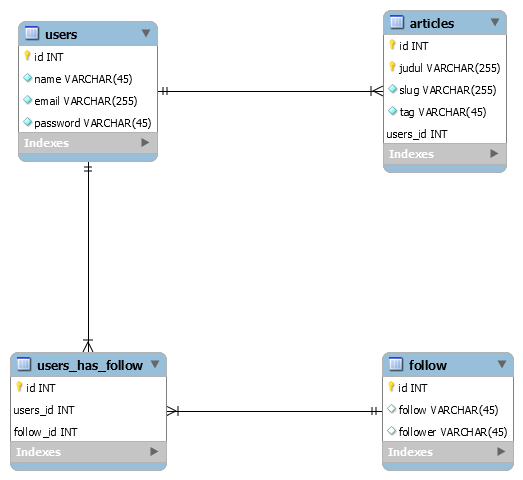 users
id INT
name VARCHAR(45)
email VARCHAR(255)
password VARCHAR(45)
Indexes
articles
id INT
judul VARCHAR(255)
slug VARCHAR(255)
tag VARCHAR(45)
users_id INT
Indexes
users_has_follow
id INT
users_id INT
follow_id INT
Indexes
follow
id INT
follow VARCHAR(45)
follower VARCHAR(45)
Indexes